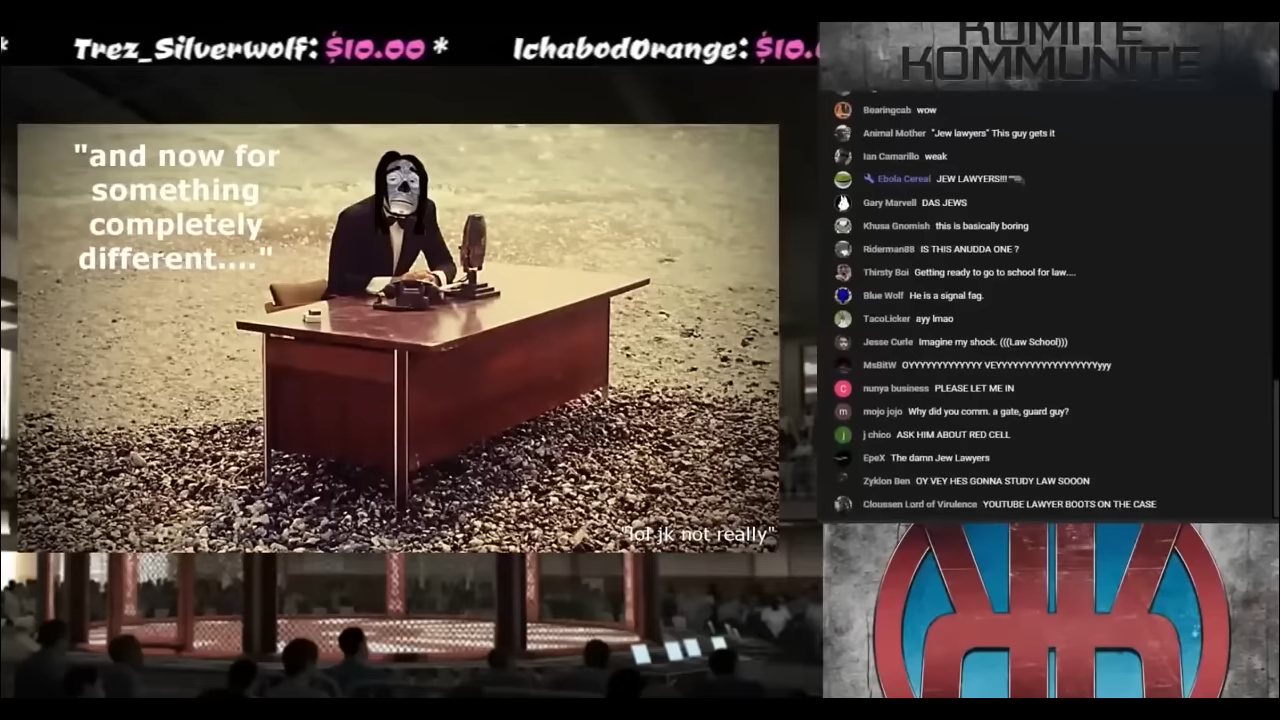 *
Trez_Silverwolf: $10.00 *
IchabodOrange: $10.0
"and now for
something
completely
different...."
"lol jk not really"
KOMITE
KOMMUNITE
Bearingcab wow
Animal Mother "Jew lawyers" This guy gets it
Ian Camarillo weak
Ebola Cereal JEW LAWYERS!!!
Gary Marvell DAS JEWS
Khusa Gnomish this is basically boring
Riderman88 IS THIS ANUDDA ONE ?
Thirsty Boi Getting ready to go to school for law....
Blue Wolf He is a signal fag.
TacoLicker ayy lmao
Jesse Curle Imagine my shock. (((Law School)))
MsBitW OYYYYYYYYYYYYY VEYYYYYYYYYYYYYYYYYYyyy
C nunya business PLEASE LET ME IN
m mojo jojo Why did you comm. a gate, guard guy?
j j chico ASK HIM ABOUT RED CELL
EpeX The damn Jew Lawyers
Zyklon Ben OY VEY HES GONNA STUDY LAW SOOON
Cloussen Lord of Virulence YOUTUBE LAWYER BOOTS ON THE CASE